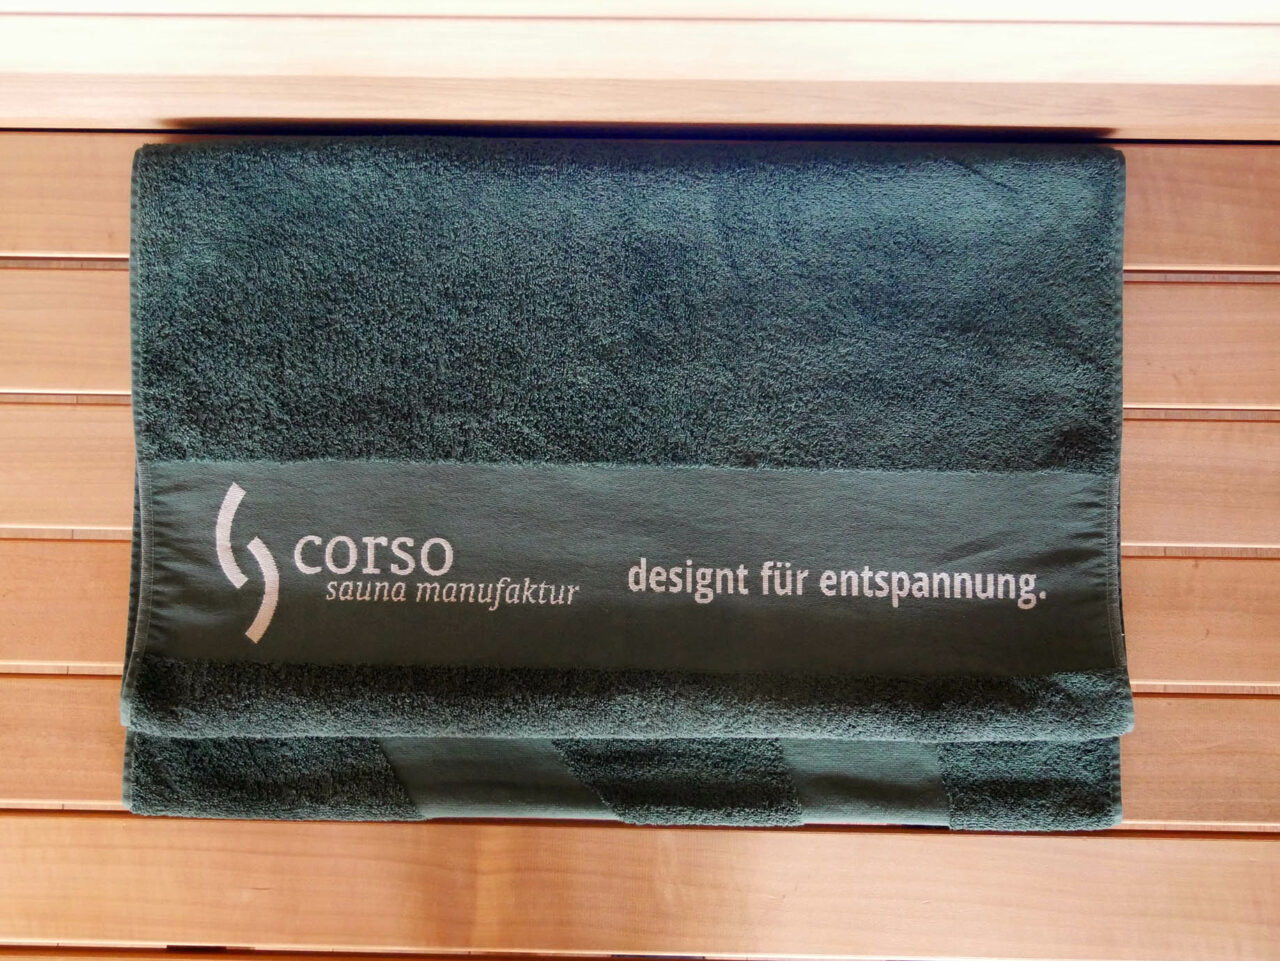 corso
sauna manufaktur
designt für entspannung.